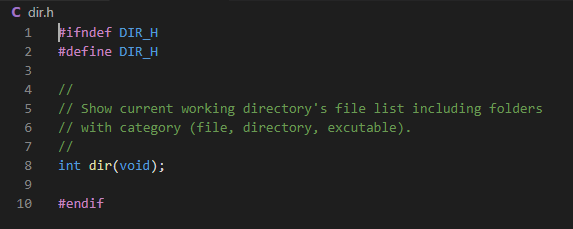 C dir.h
1 #ifndef DIR_H
2 #define DIR_H
3
4 //
5 // Show current working directory's file list including folders
6 // with category (file, directory, excutable).
7 //
8 int dir(void);
9
10 #endif